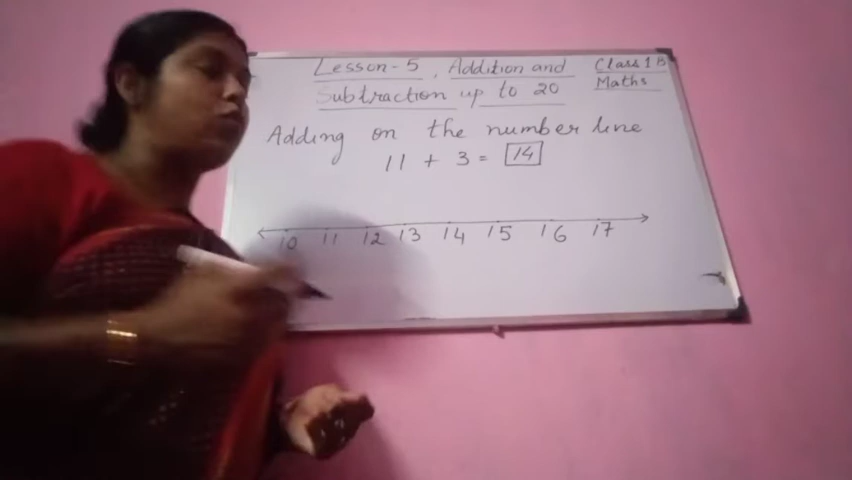 Lesson-5, Addition and Class 1 B
Subtraction up to 20 Maths
Adding on the number line
11 + 3 = 14
10 11 12 13 14 15 16 17